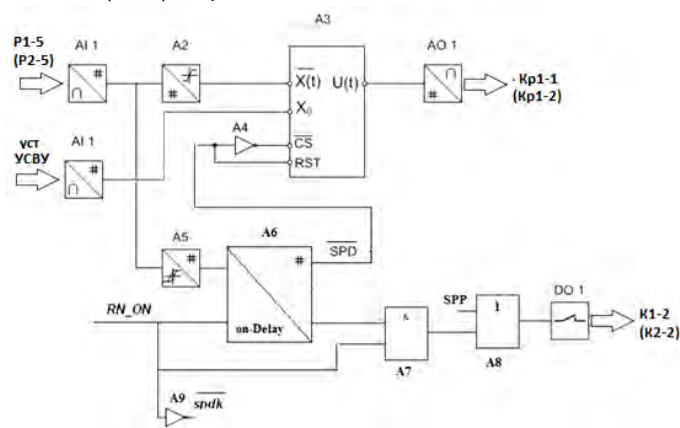 A3
P1-5
(P2-5)
AI 1
#
∩
A2
#
X(t)
X₀
U(t)
CS
RST
AO 1
∩
#
- Кр1-1
(Кр1-2)
A4
уст
УСВУ
AI 1
#
∩
A5
#
A6
#
on-Delay
SPD
RN_ON
&
A7
SPP
1
A8
DO 1
К1-2
(К2-2)
A9
spdk